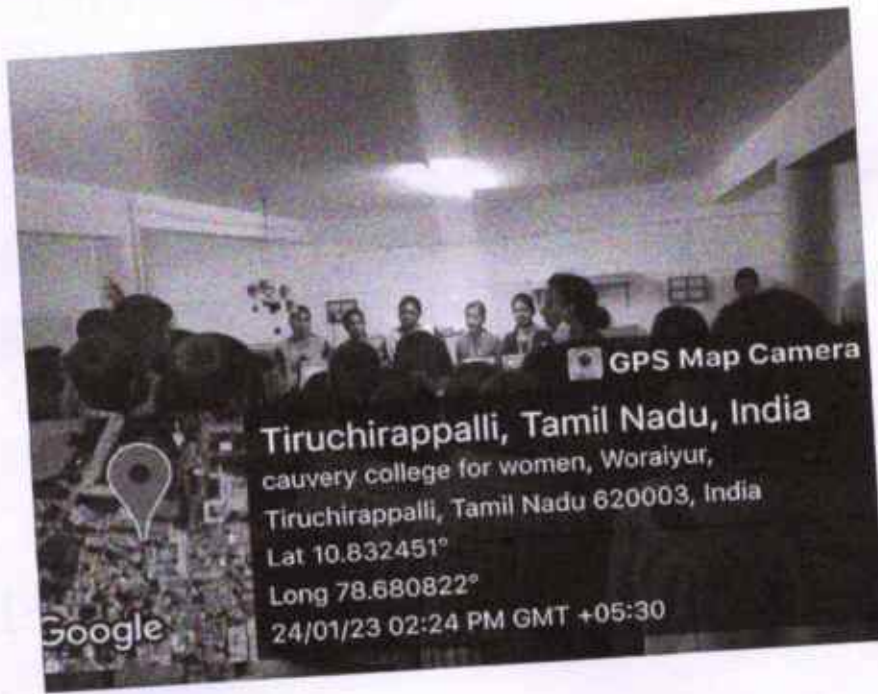 GPS Map Camera
Tiruchirappalli, Tamil Nadu, India
cauvery college for women, Woraiyur,
Tiruchirappalli, Tamil Nadu 620003, India
Lat 10.832451°
Long 78.680822°
24/01/23 02:24 PM GMT +05:30
Google